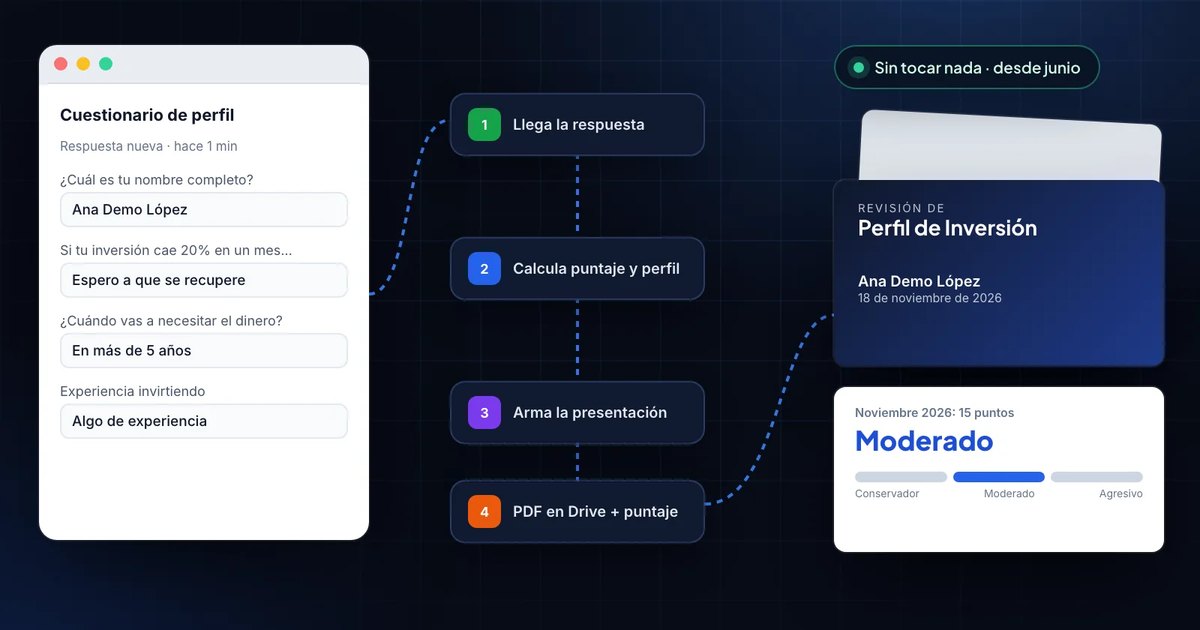 Cuestionario de perfil
Respuesta nueva · hace 1 min
¿Cuál es tu nombre completo?
Ana Demo López
Si tu inversión cae 20% en un mes...
Espero a que se recupere
¿Cuándo vas a necesitar el dinero?
En más de 5 años
Experiencia invirtiendo
Algo de experiencia
1 Llega la respuesta
2 Calcula puntaje y perfil
3 Arma la presentación
4 PDF en Drive + puntaje
Sin tocar nada · desde junio
REVISIÓN DE
Perfil de Inversión
Ana Demo López
18 de noviembre de 2026
Noviembre 2026: 15 puntos
Moderado
Conservador Moderado Agresivo